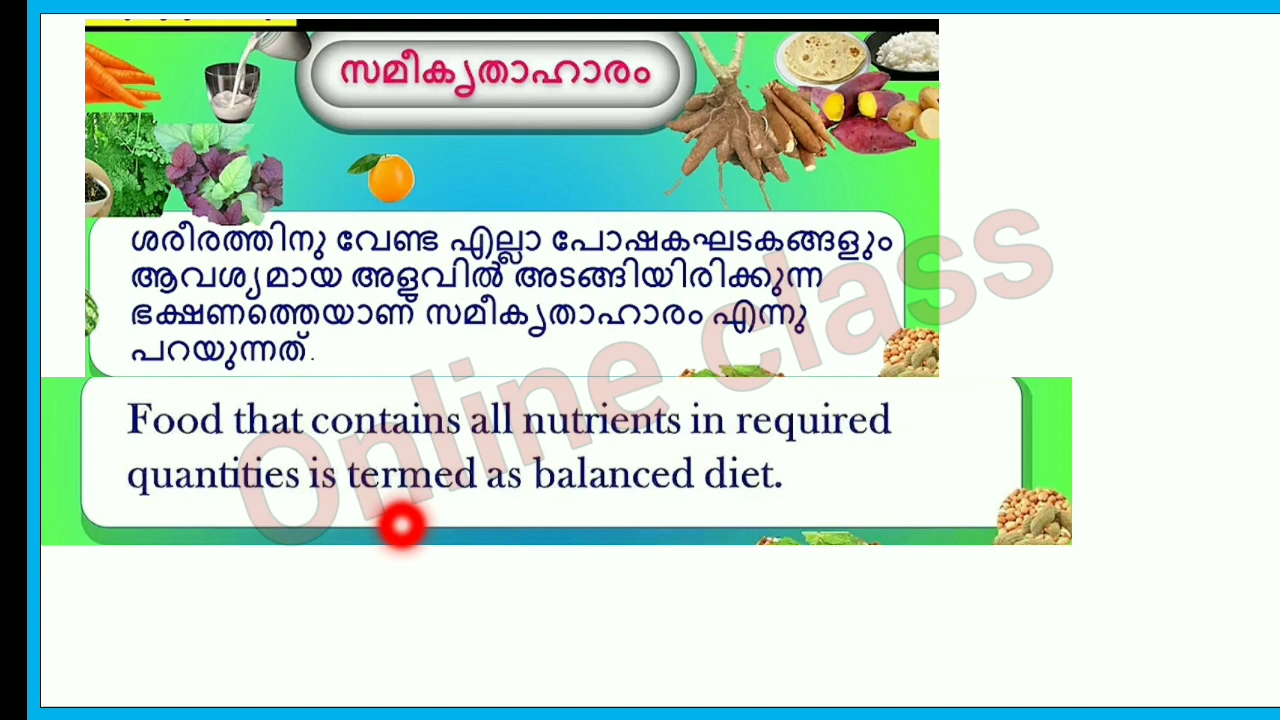 സമീകൃതാഹാരം
ശരീരത്തിനു വേണ്ട എല്ലാ പോഷകഘടകങ്ങളും
ആവശ്യമായ അളവിൽ അടങ്ങിയിരിക്കുന്ന
ഭക്ഷണത്തെയാണ് സമീകൃതാഹാരം എന്നു
പറയുന്നത്.
Food that contains all nutrients in required
quantities is termed as balanced diet.
Online class